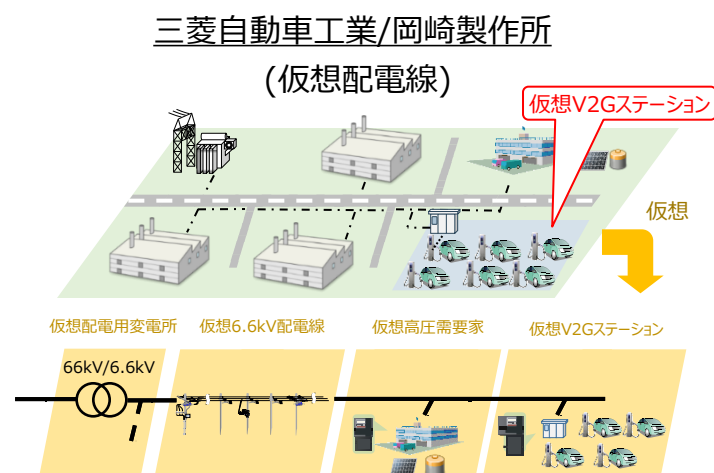 三菱自動車工業/岡崎製作所
(仮想配電線)
仮想V2Gステーション
仮想
仮想配電用変電所
仮想6.6kV配電線
仮想高圧需要家
仮想V2Gステーション
66kV/6.6kV